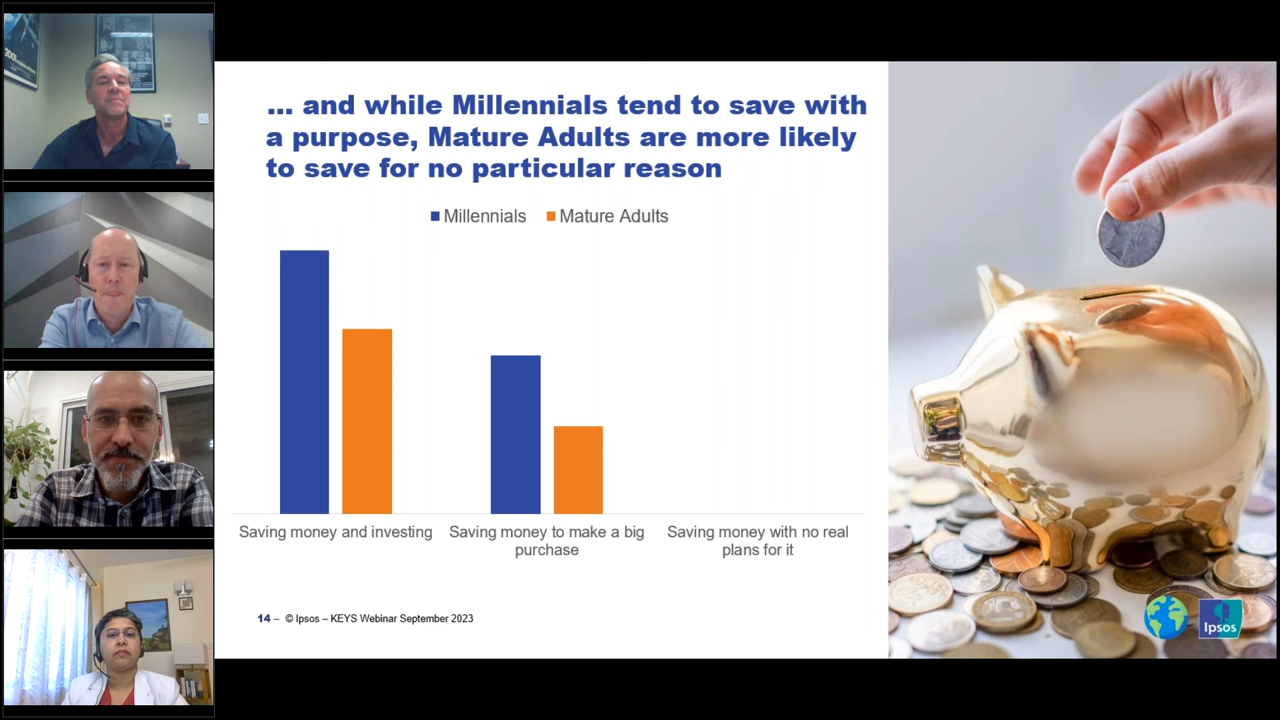 ... and while Millennials tend to save with
a purpose, Mature Adults are more likely
to save for no particular reason
Millennials Mature Adults
Saving money and investing
Saving money to make a big
purchase
Saving money with no real
plans for it
14 – © Ipsos – KEYS Webinar September 2023
Ipsos